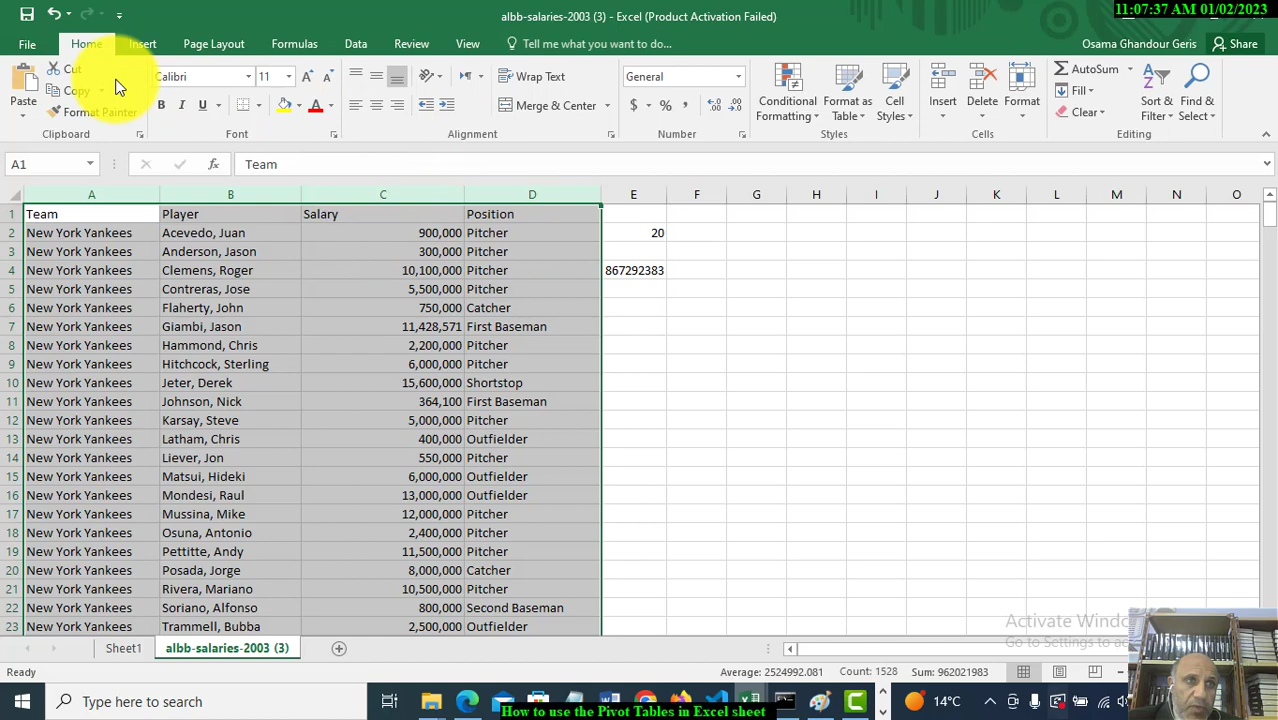 albb-salaries-2003 (3) - Excel (Product Activation Failed)
11:07:37 AM 01/02/2023
File Home Insert Page Layout Formulas Data Review View Tell me what you want to do...
Osama Ghandour Geris Share
Paste Cut Copy Format Painter
Calibri 11 B I U
Wrap Text Merge & Center
General $ % ,
Conditional Formatting Format as Table Cell Styles
Insert Delete Format
AutoSum Fill Clear
Sort & Filter Find & Select
Clipboard Font Alignment Number Styles Cells Editing
A1 fx Team
A B C D E F G H I J K L M N O
1 Team Player Salary Position
2 New York Yankees Acevedo, Juan 900,000 Pitcher 20
3 New York Yankees Anderson, Jason 300,000 Pitcher
4 New York Yankees Clemens, Roger 10,100,000 Pitcher 867292383
5 New York Yankees Contreras, Jose 5,500,000 Pitcher
6 New York Yankees Flaherty, John 750,000 Catcher
7 New York Yankees Giambi, Jason 11,428,571 First Baseman
8 New York Yankees Hammond, Chris 2,200,000 Pitcher
9 New York Yankees Hitchcock, Sterling 6,000,000 Pitcher
10 New York Yankees Jeter, Derek 15,600,000 Shortstop
11 New York Yankees Johnson, Nick 364,100 First Baseman
12 New York Yankees Karsay, Steve 5,000,000 Pitcher
13 New York Yankees Latham, Chris 400,000 Outfielder
14 New York Yankees Liever, Jon 550,000 Pitcher
15 New York Yankees Matsui, Hideki 6,000,000 Outfielder
16 New York Yankees Mondesi, Raul 13,000,000 Outfielder
17 New York Yankees Mussina, Mike 12,000,000 Pitcher
18 New York Yankees Osuna, Antonio 2,400,000 Pitcher
19 New York Yankees Pettitte, Andy 11,500,000 Pitcher
20 New York Yankees Posada, Jorge 8,000,000 Catcher
21 New York Yankees Rivera, Mariano 10,500,000 Pitcher
22 New York Yankees Soriano, Alfonso 800,000 Second Baseman
23 New York Yankees Trammell, Bubba 2,500,000 Outfielder
Activate Windo
Go to Settings to a
Sheet1 albb-salaries-2003 (3)
Ready Average: 2524992.081 Count: 1528 Sum: 962021983
Type here to search
14°C
How to use the Pivot Tables in Excel sheet